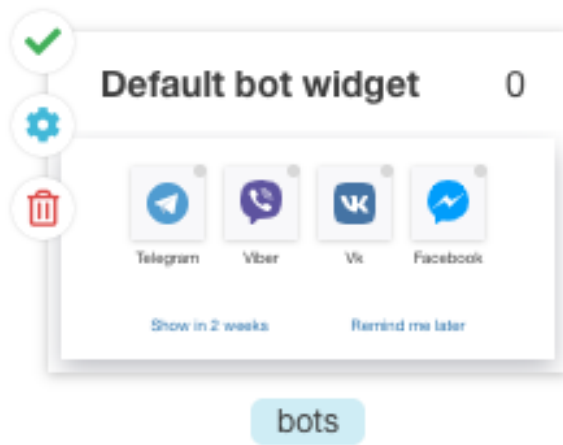 Default bot widget 0
Telegram Viber Vk Facebook
Show in 2 weeks Remind me later
bots